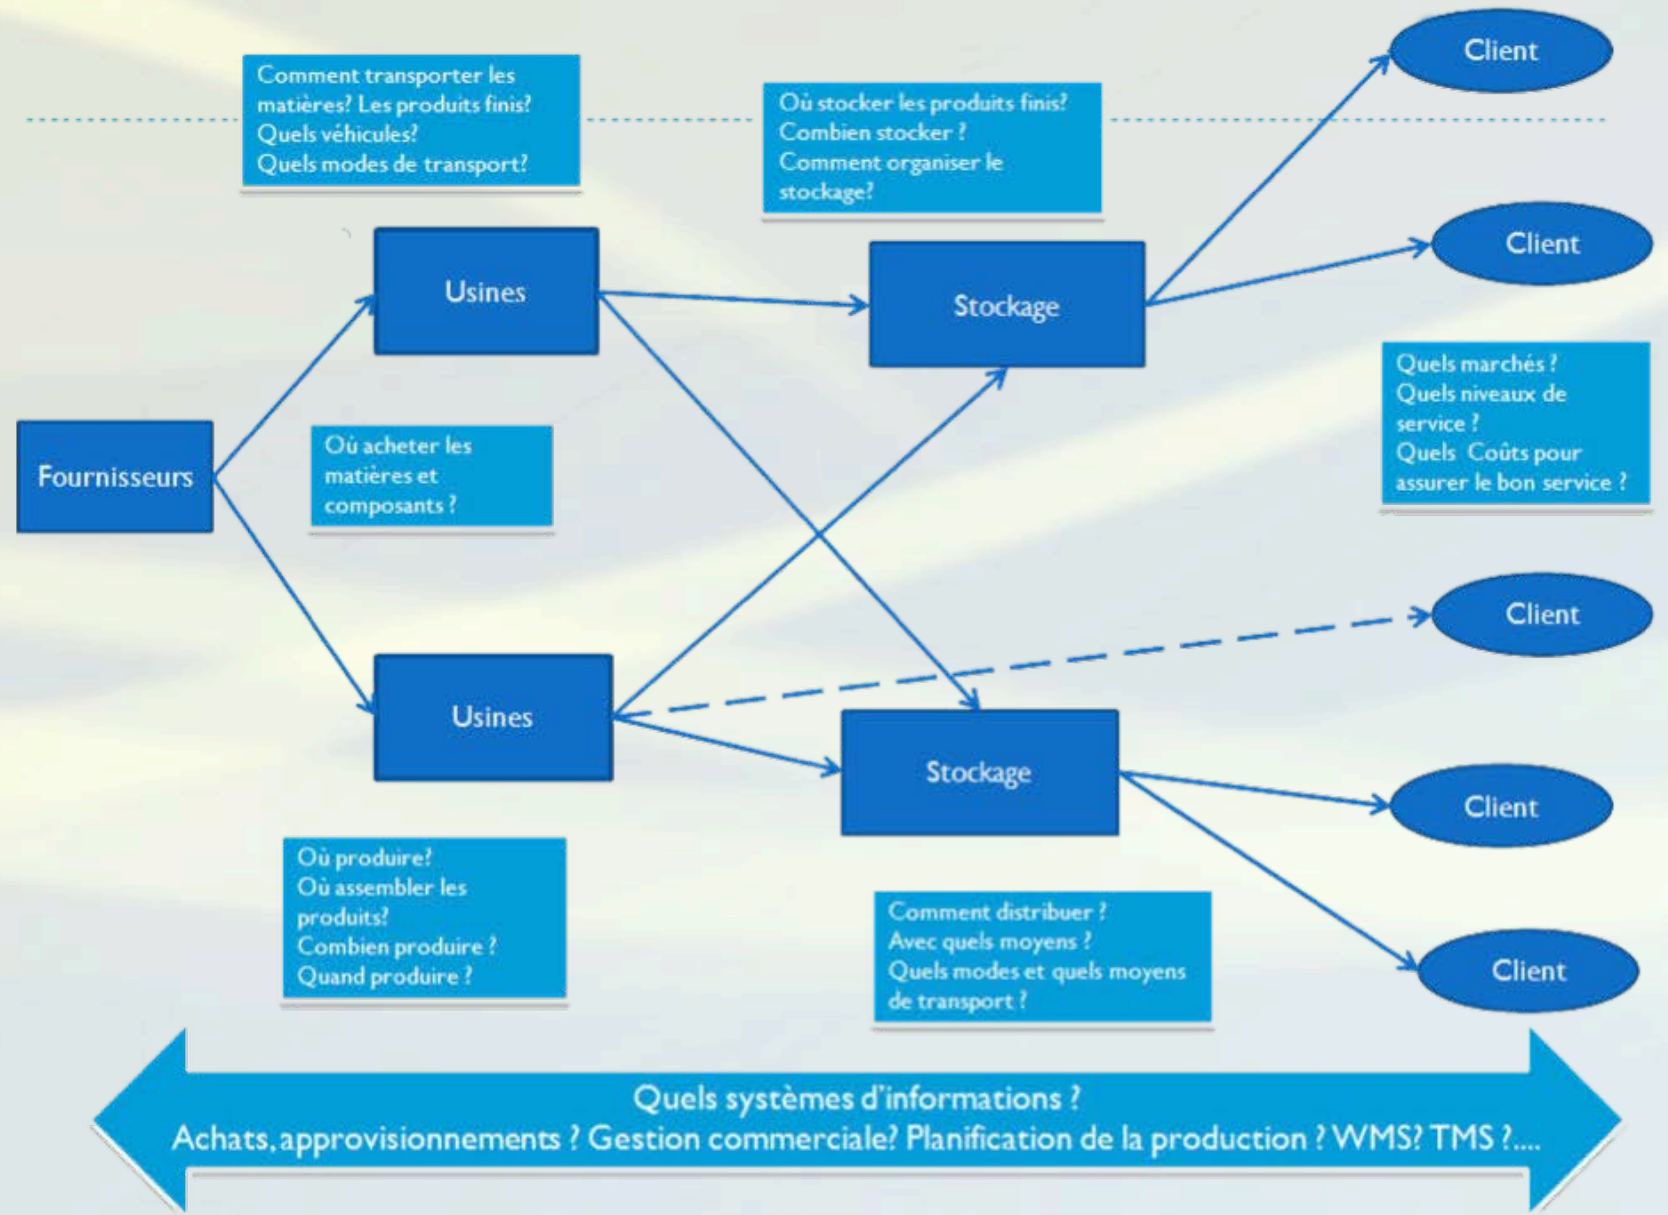 Client
Comment transporter les
matières? Les produits finis?
Quels véhicules?
Quels modes de transport?
Où stocker les produits finis?
Combien stocker ?
Comment organiser le
stockage?
Client
Usines
Stockage
Quels marchés ?
Quels niveaux de
service ?
Quels Coûts pour
assurer le bon service ?
Fournisseurs
Où acheter les
matières et
composants ?
Client
Usines
Stockage
Client
Où produire?
Où assembler les
produits?
Combien produire ?
Quand produire ?
Comment distribuer ?
Avec quels moyens ?
Quels modes et quels moyens
de transport ?
Client
Quels systèmes d'informations ?
Achats, approvisionnements ? Gestion commerciale? Planification de la production ? WMS? TMS ?....